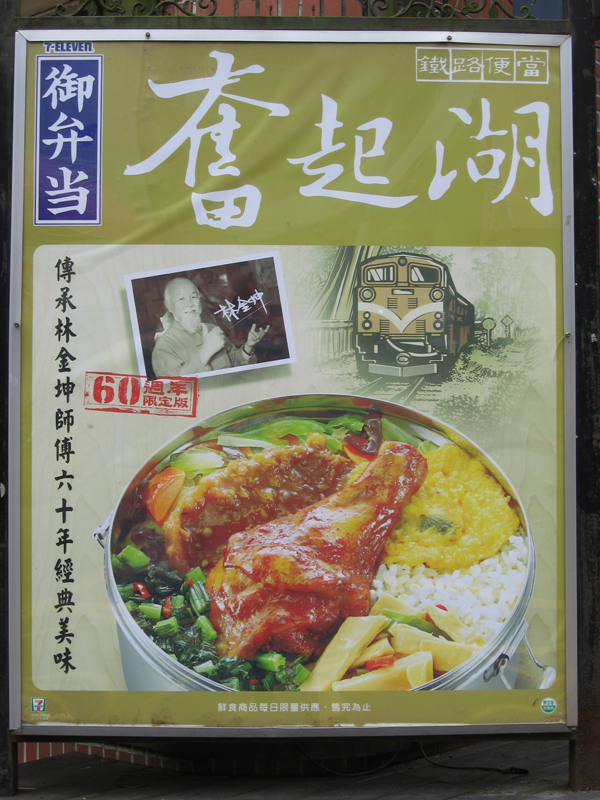 7-ELEVEN
御弁当
奮起湖
鐵路便當
林金坤
60週年
限定版
傳承林金坤師傅六十年經典美味
鮮食商品每日限量供應，售完為止